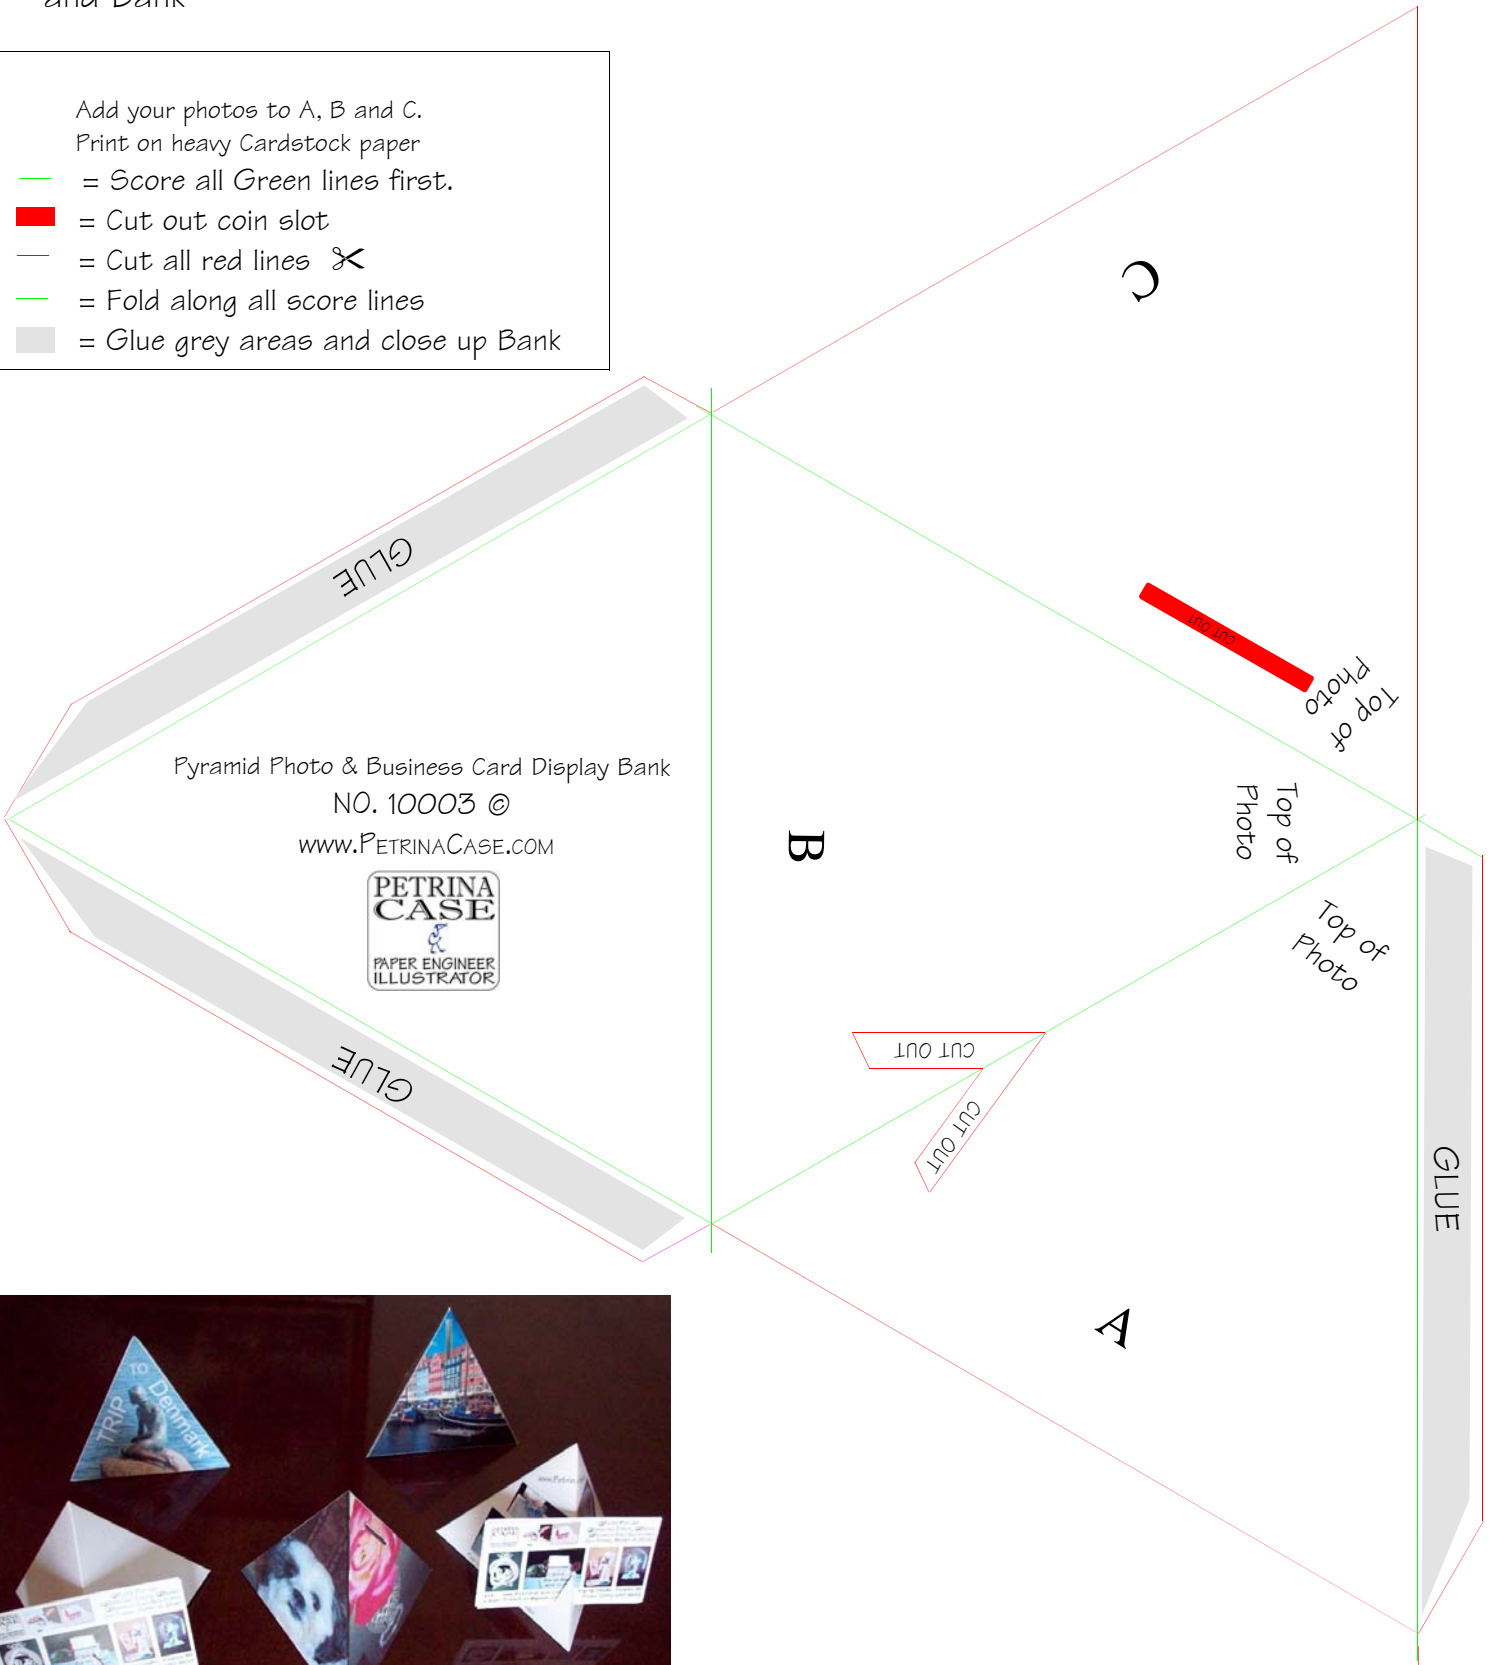 and Bank
Add your photos to A, B and C.
Print on heavy Cardstock paper
= Score all Green lines first.
= Cut out coin slot
= Cut all red lines
= Fold along all score lines
= Glue grey areas and close up Bank
C
GLUE
CUT OUT
Top of
Photo
Pyramid Photo & Business Card Display Bank
NO. 10003 ©
www.PETRINACASE.COM
PETRINA
CASE
PAPER ENGINEER
ILLUSTRATOR
B
Top of
Photo
Top of
Photo
CUT OUT
CUT OUT
GLUE
GLUE
A
TRIP
TO
Denmark